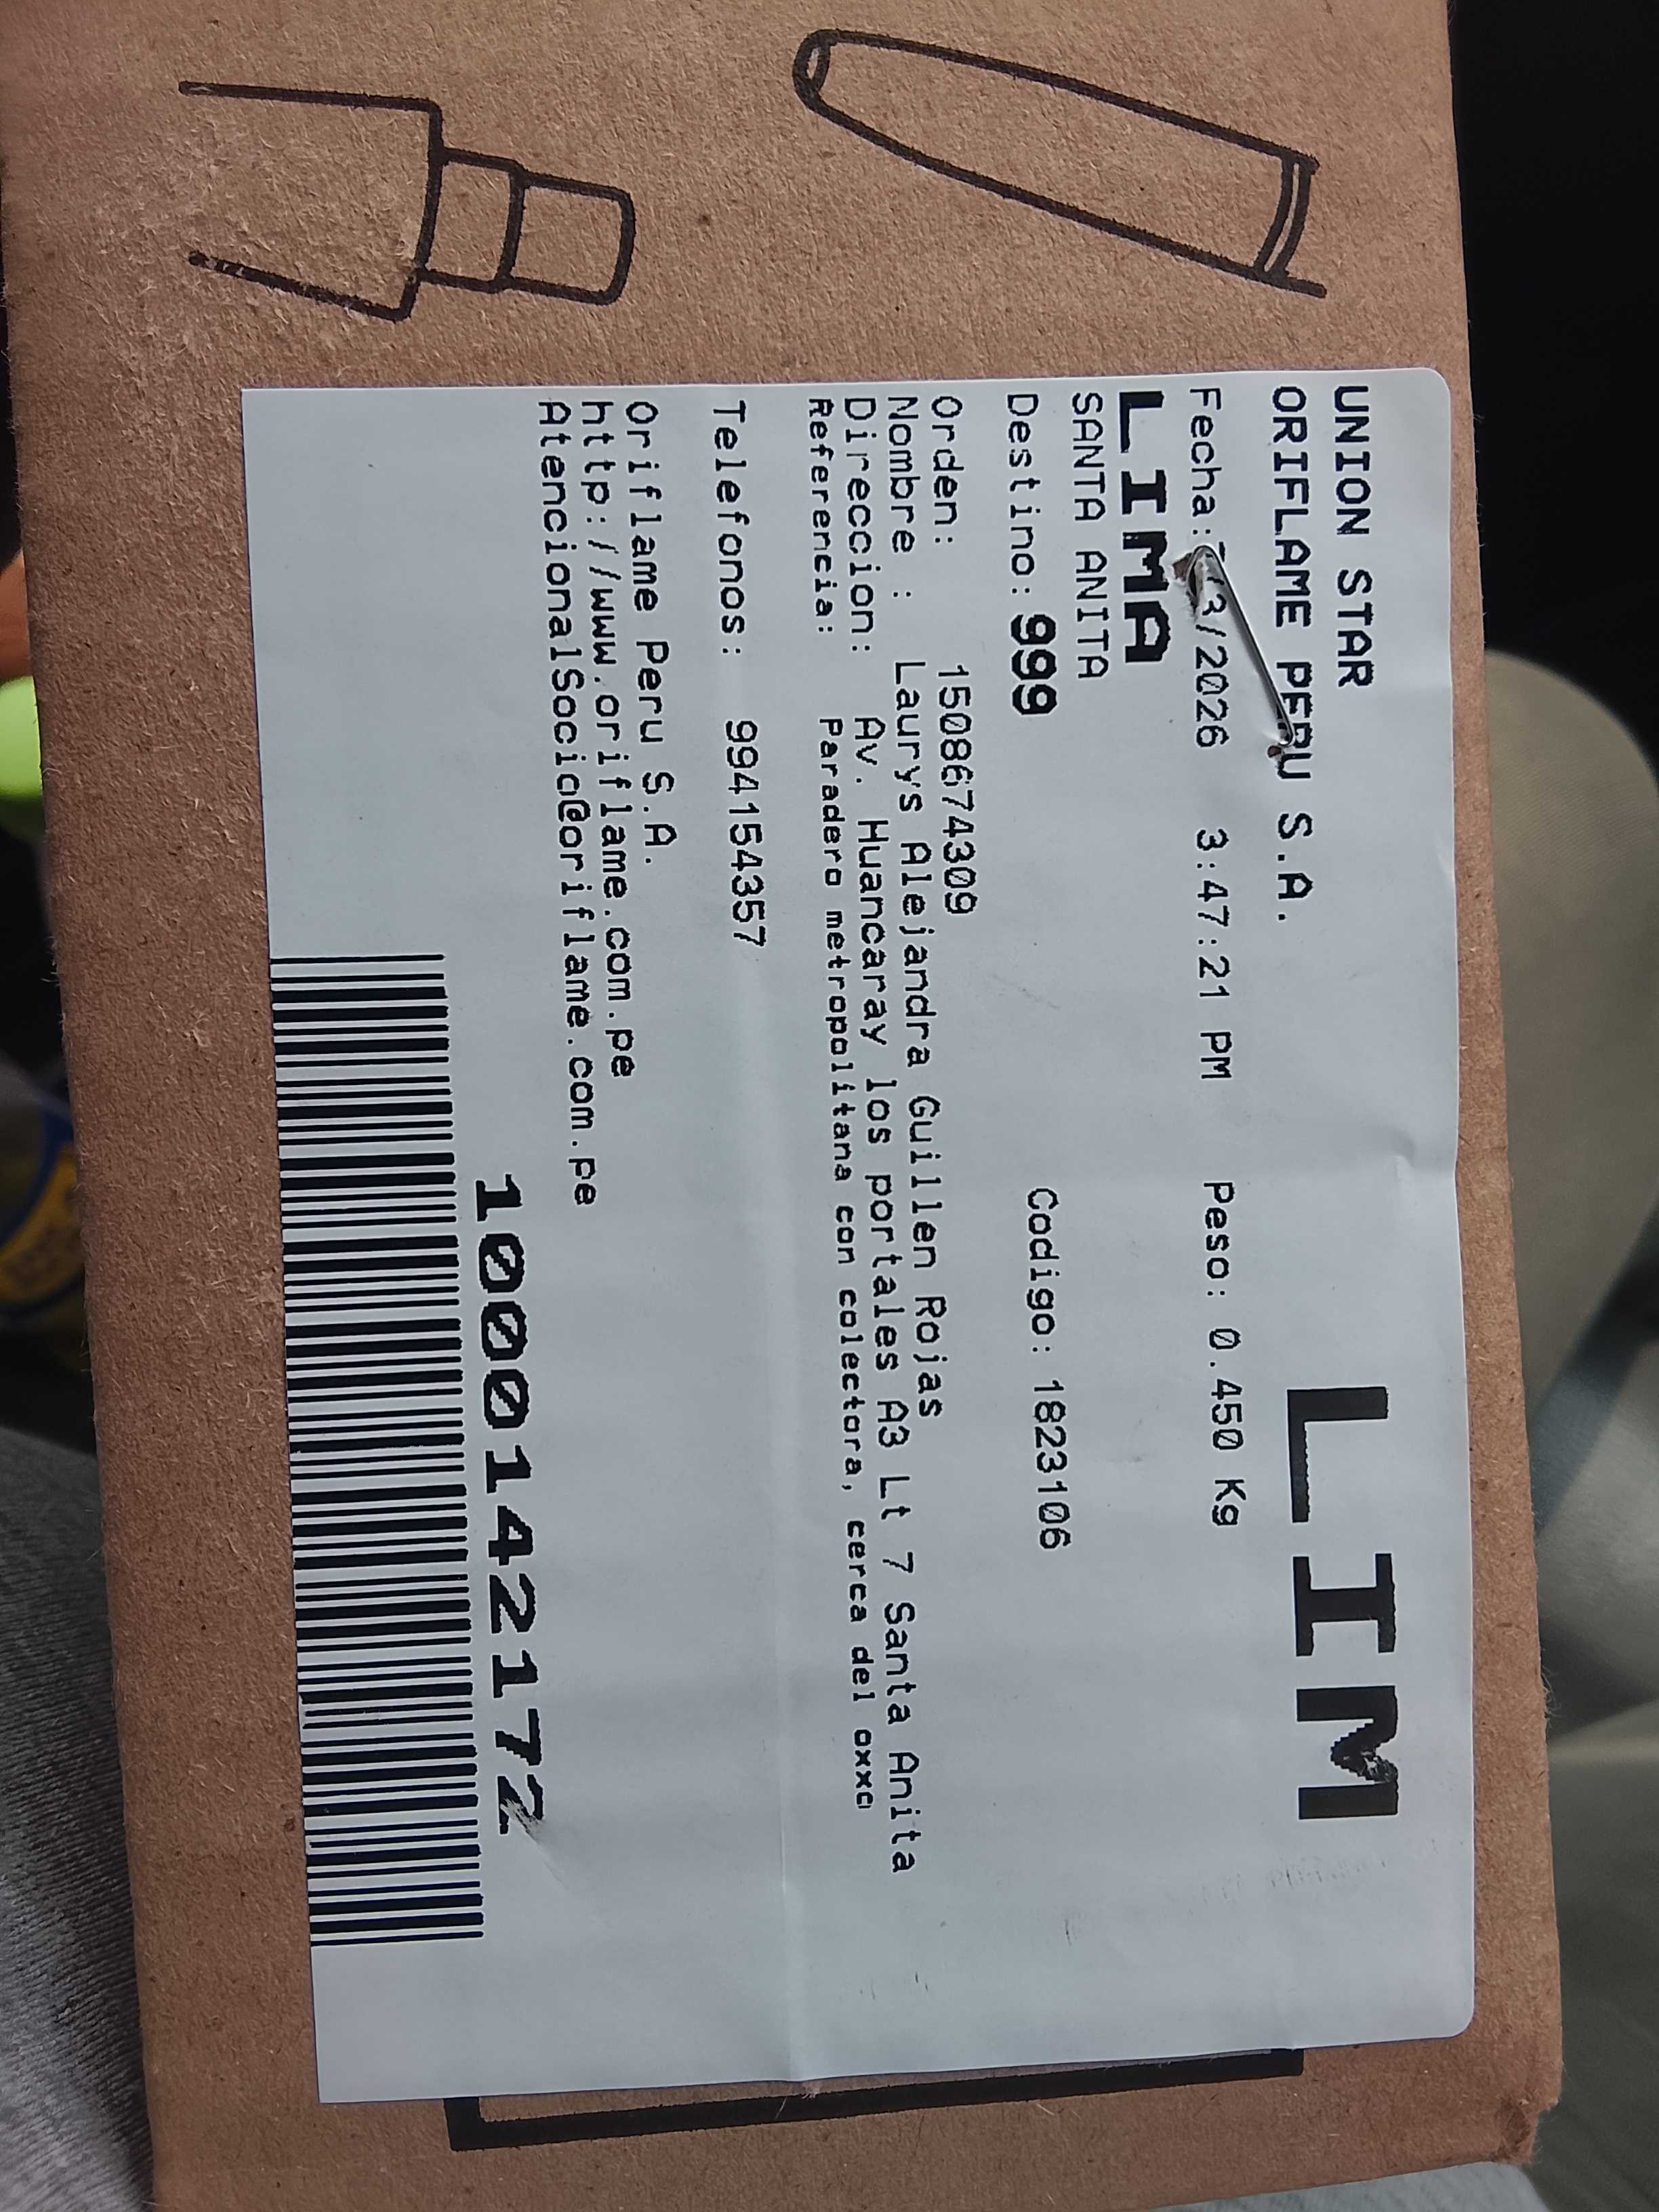 UNION STAR
ORIFLAME PERU S.A.
LIM
Fecha: /3/2026 3:47:21 PM Peso: 0.450 Kg
LIMA
SANTA ANITA
Destino: 999 Codigo: 1823106
Orden: 1508674309
Nombre : Laurys Alejandra Guillen Rojas
Direccion: Av. Huancaray los portales A3 Lt 7 Santa Anita
Referencia: Paradero metropolitana con colectora, cerca del oxxo
Telefonos: 994154357
Oriflame Peru S.A.
http://www.oriflame.com.pe
AtencionalSocio@oriflame.com.pe
1000142172